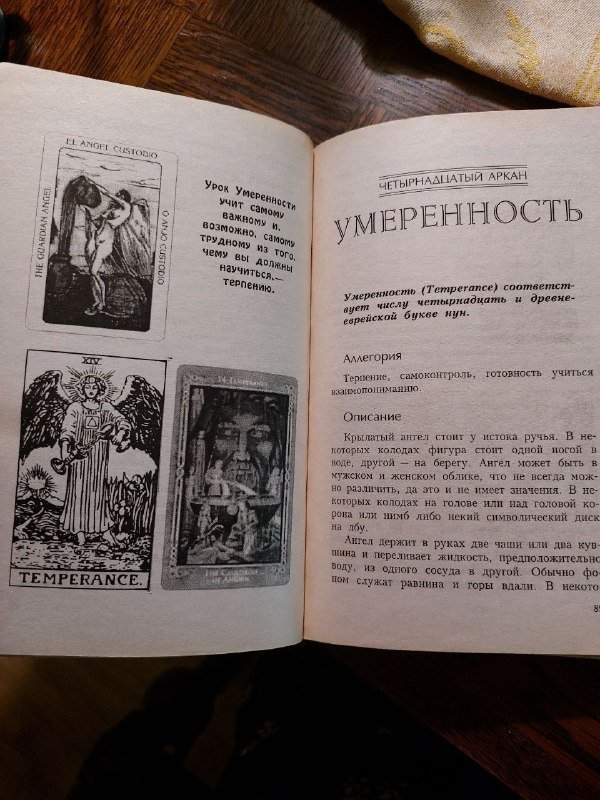 EL ANGEL CUSTODIO
THE GUARDIAN ANGEL
O ANJO CUSTODIO
Урок Умеренности
учит самому
важному и,
возможно, самому
трудному из того,
чему вы должны
научиться,—
терпению.
XIV
TEMPERANCE.
14 Temperance
ЧЕТЫРНАДЦАТЫЙ АРКАН
УМЕРЕННОСТЬ
Умеренность (Temperance) соответст-
вует числу четырнадцать и древне-
еврейской букве нун.
Аллегория
Терпение, самоконтроль, готовность учиться
взаимопониманию.
Описание
Крылатый ангел стоит у истока ручья. В не-
которых колодах фигура стоит одной ногой в
воде, другой — на берегу. Ангел может быть в
мужском и женском облике, что не всегда мож-
но различить, да это и не имеет значения. В не-
которых колодах на голове или над головой ко-
рона или нимб либо некий символический диск
на лбу.
Ангел держит в руках две чаши или два кув-
шина и переливает жидкость, предположительно
воду, из одного сосуда в другой. Обычно фо-
ном служат равнина и горы вдали. В некото-